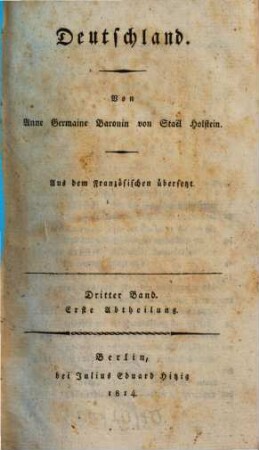 Deutschland.
Von
Anne Germaine Baronin von Staël Holstein.
Aus dem Französischen übersetzt.
Dritter Band.
Erste Abtheilung.
Berlin,
bei Julius Eduard Hitzig
1814.